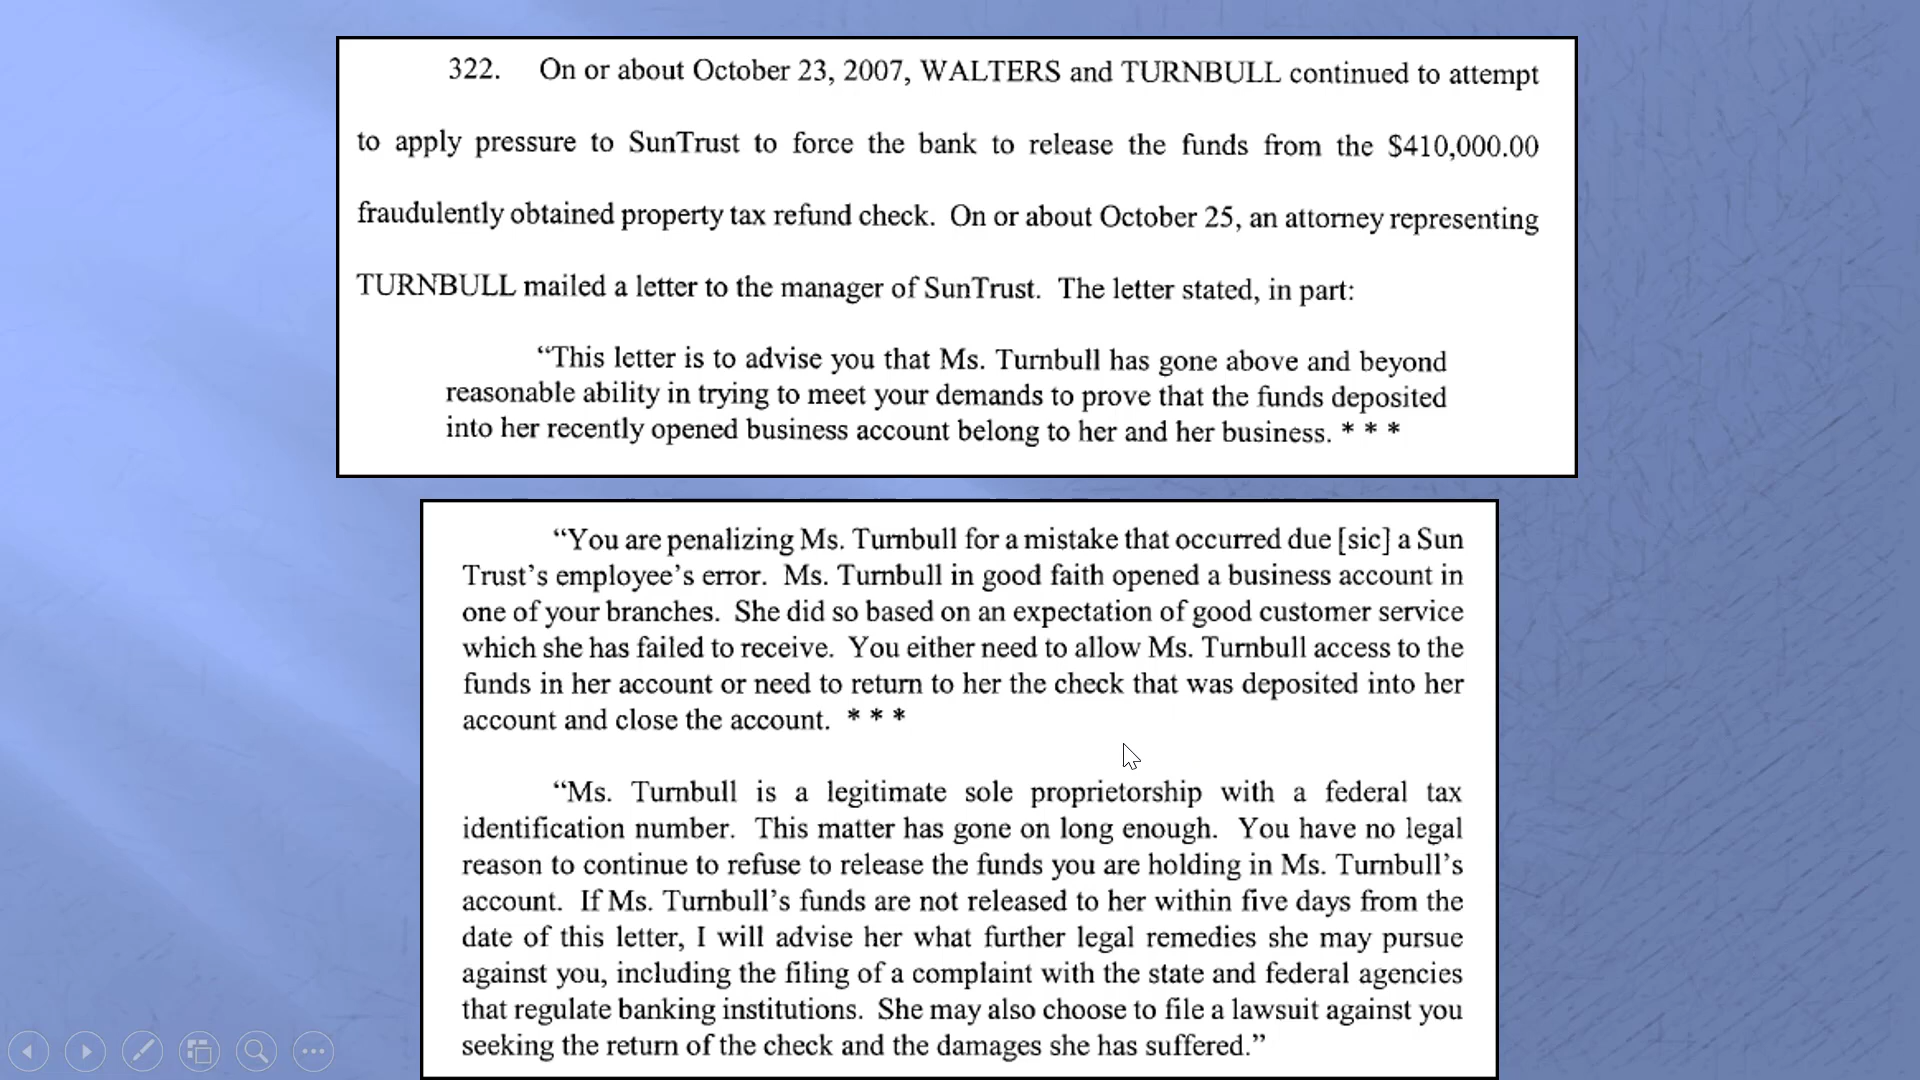 322. On or about October 23, 2007, WALTERS and TURNBULL continued to attempt
to apply pressure to SunTrust to force the bank to release the funds from the $410,000.00
fraudulently obtained property tax refund check. On or about October 25, an attorney representing
TURNBULL mailed a letter to the manager of SunTrust. The letter stated, in part:
“This letter is to advise you that Ms. Turnbull has gone above and beyond
reasonable ability in trying to meet your demands to prove that the funds deposited
into her recently opened business account belong to her and her business. * * *
“You are penalizing Ms. Turnbull for a mistake that occurred due [sic] a Sun
Trust’s employee’s error. Ms. Turnbull in good faith opened a business account in
one of your branches. She did so based on an expectation of good customer service
which she has failed to receive. You either need to allow Ms. Turnbull access to the
funds in her account or need to return to her the check that was deposited into her
account and close the account. * * *
“Ms. Turnbull is a legitimate sole proprietorship with a federal tax
identification number. This matter has gone on long enough. You have no legal
reason to continue to refuse to release the funds you are holding in Ms. Turnbull’s
account. If Ms. Turnbull’s funds are not released to her within five days from the
date of this letter, I will advise her what further legal remedies she may pursue
against you, including the filing of a complaint with the state and federal agencies
that regulate banking institutions. She may also choose to file a lawsuit against you
seeking the return of the check and the damages she has suffered.”